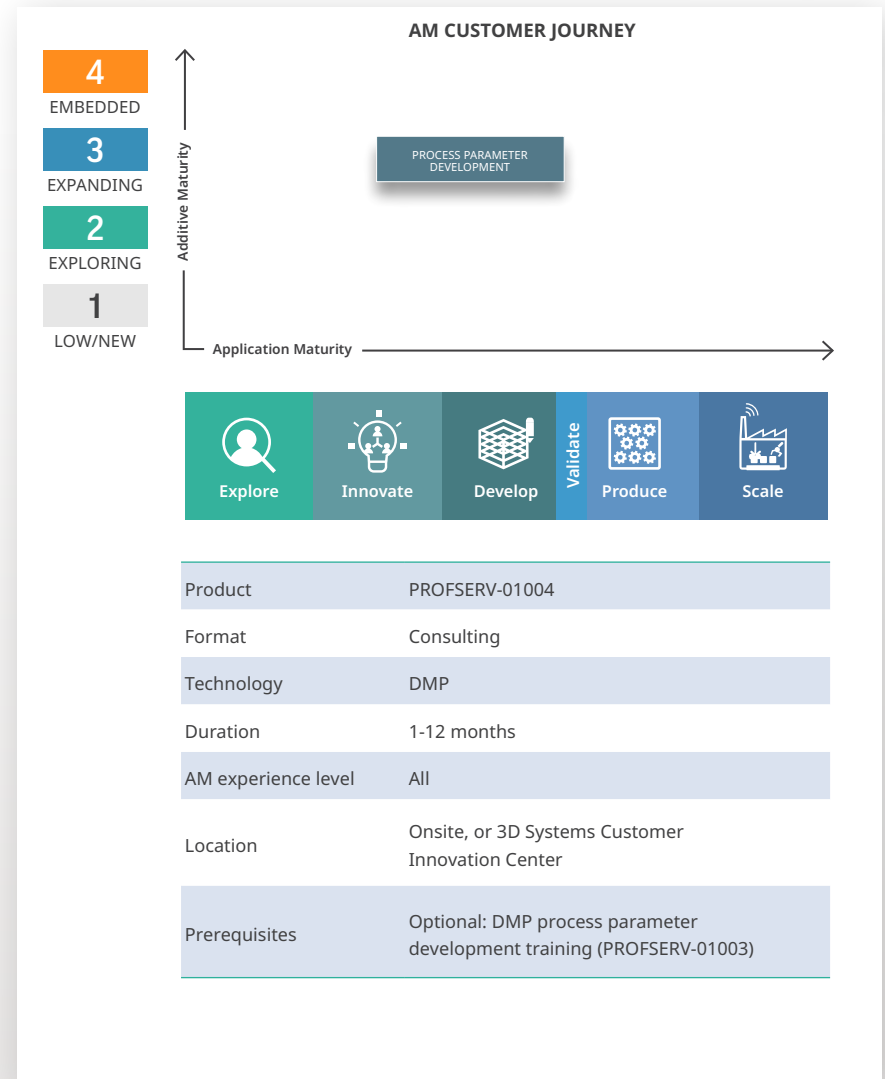 AM CUSTOMER JOURNEY
4
EMBEDDED
3
EXPANDING
2
EXPLORING
1
LOW/NEW
Additive Maturity
PROCESS PARAMETER
DEVELOPMENT
Application Maturity
Explore
Innovate
Develop
Validate
Produce
Scale
Product PROFSERV-01004
Format Consulting
Technology DMP
Duration 1-12 months
AM experience level All
Location Onsite, or 3D Systems Customer
Innovation Center
Prerequisites Optional: DMP process parameter
development training (PROFSERV-01003)